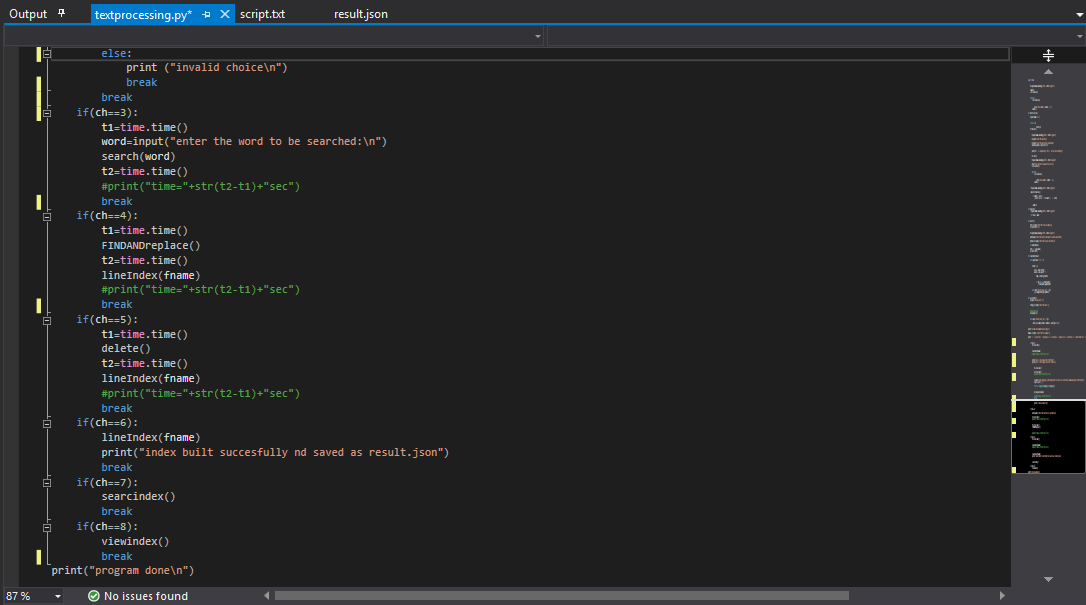 Output textprocessing.py* script.txt result.json
else:
print ("invalid choice\n")
break
break
if(ch==3):
t1=time.time()
word=input("enter the word to be searched:\n")
search(word)
t2=time.time()
#print("time="+str(t2-t1)+"sec")
break
if(ch==4):
t1=time.time()
FINDANDreplace()
t2=time.time()
lineIndex(fname)
#print("time="+str(t2-t1)+"sec")
break
if(ch==5):
t1=time.time()
delete()
t2=time.time()
lineIndex(fname)
#print("time="+str(t2-t1)+"sec")
break
if(ch==6):
lineIndex(fname)
print("index built succesfully nd saved as result.json")
break
if(ch==7):
searcindex()
break
if(ch==8):
viewindex()
break
print("program done\n")
87 % No issues found